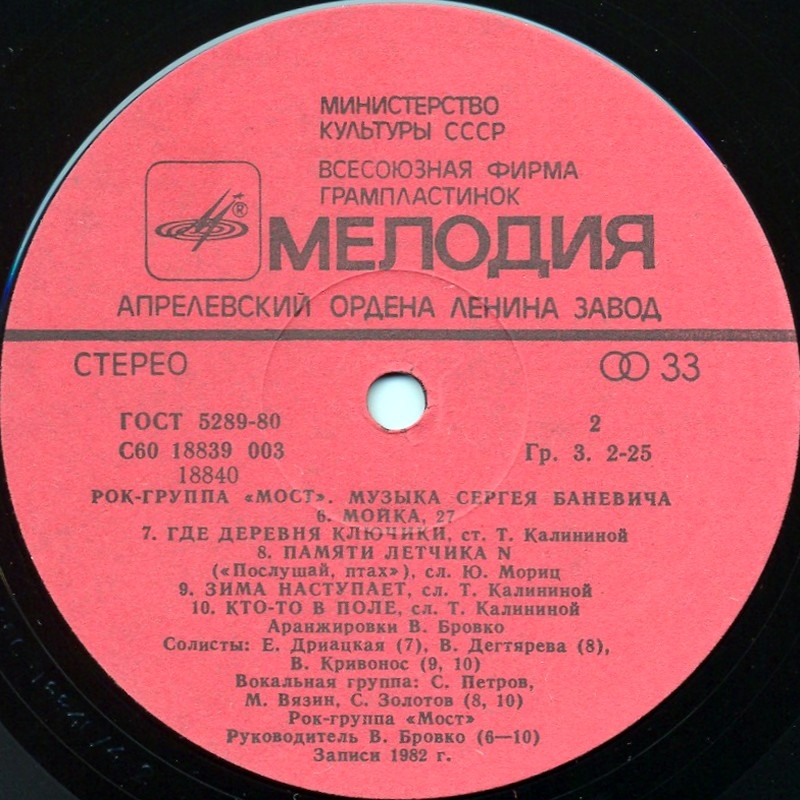 МИНИСТЕРСТВО
КУЛЬТУРЫ СССР
ВСЕСОЮЗНАЯ ФИРМА
ГРАМПЛАСТИНОК
®
МЕЛОДИЯ
АПРЕЛЕВСКИЙ ОРДЕНА ЛЕНИНА ЗАВОД
СТЕРЕО 33
ГОСТ 5289-80 2
С60 18839 003 Гр. 3. 2-25
18840
РОК-ГРУППА «МОСТ». МУЗЫКА СЕРГЕЯ БАНЕВИЧА
6. МОЙКА, 27
7. ГДЕ ДЕРЕВНЯ КЛЮЧИКИ, ст. Т. Калининой
8. ПАМЯТИ ЛЕТЧИКА N
(«Послушай, птах»), сл. Ю. Мориц
9. ЗИМА НАСТУПАЕТ, сл. Т. Калининой
10. КТО-ТО В ПОЛЕ, сл. Т. Калининой
Аранжировки В. Бровко
Солисты: Е. Дриацкая (7), В. Дегтярева (8),
В. Кривонос (9, 10)
Вокальная группа: С. Петров,
М. Вязин, С. Золотов (8, 10)
Рок-группа «Мост»
Руководитель В. Бровко (6—10)
Записи 1982 г.